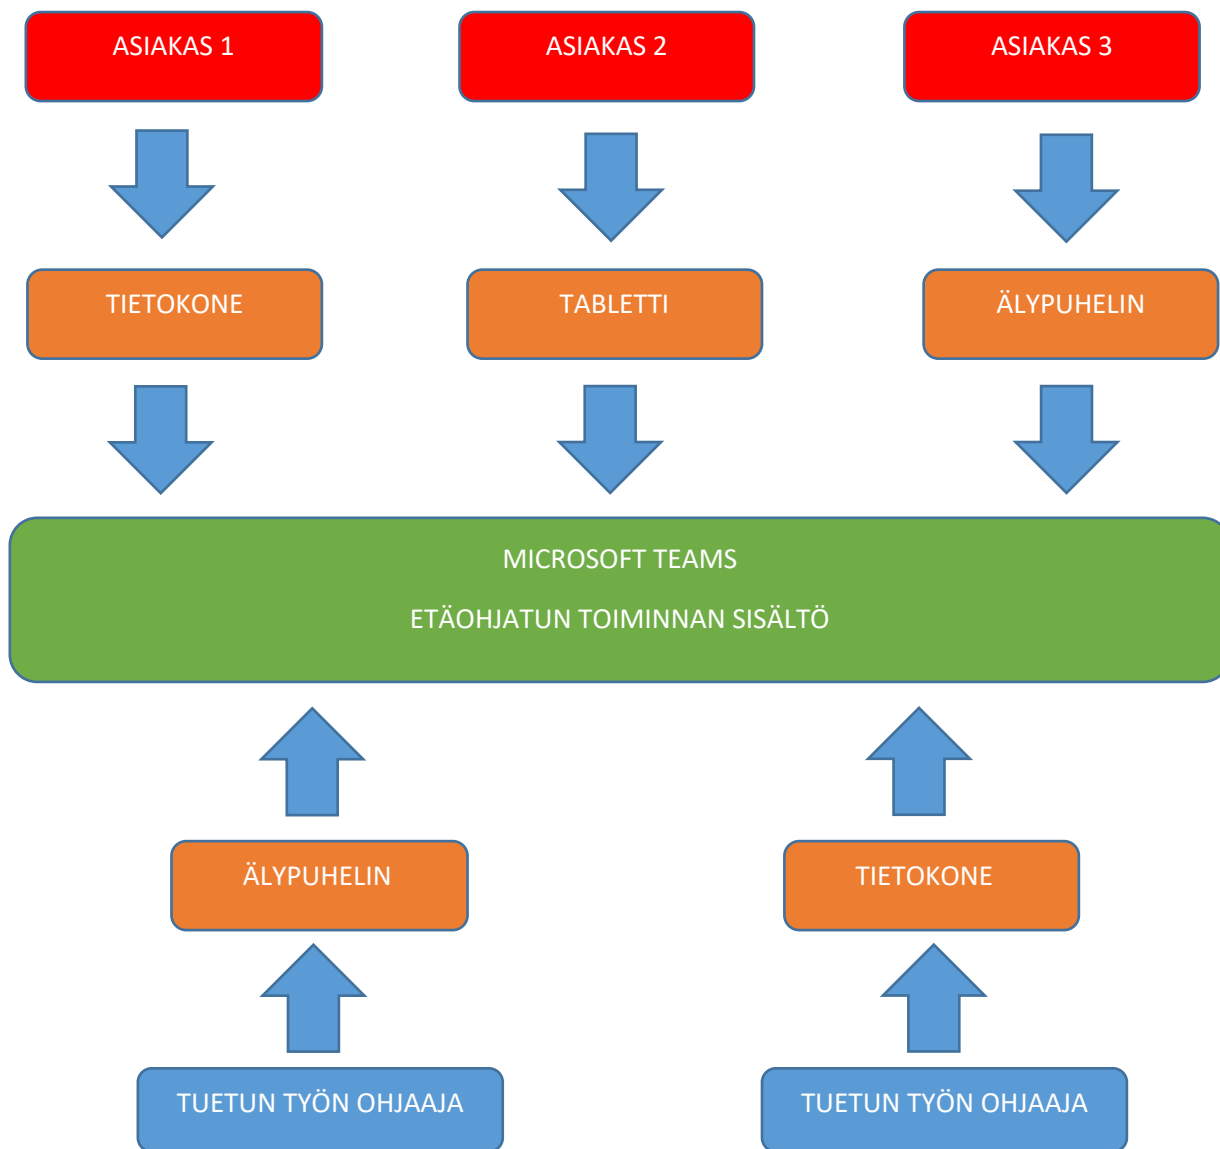 ASIAKAS 1
ASIAKAS 2
ASIAKAS 3
TIETOKONE
TABLETTI
ÄLYPUHELIN
MICROSOFT TEAMS
ETÄOHJATUN TOIMINNAN SISÄLTÖ
ÄLYPUHELIN
TIETOKONE
TUETUN TYÖN OHJAAJA
TUETUN TYÖN OHJAAJA